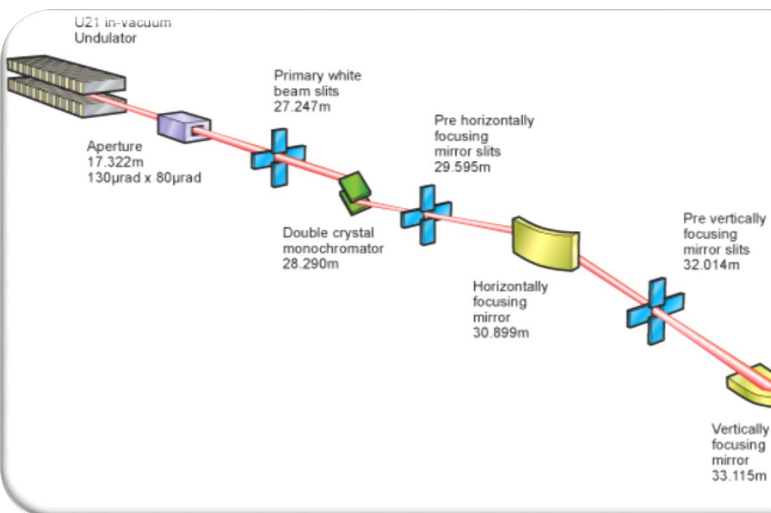 U21 in-vacuum
Undulator
Primary white
beam slits
27.247m
Aperture
17.322m
130µrad x 80µrad
Pre horizontally
focusing
mirror slits
29.595m
Double crystal
monochromator
28.290m
Horizontally
focusing
mirror
30.899m
Pre vertically
focusing
mirror slits
32.014m
Vertically
focusing
mirror
33.115m